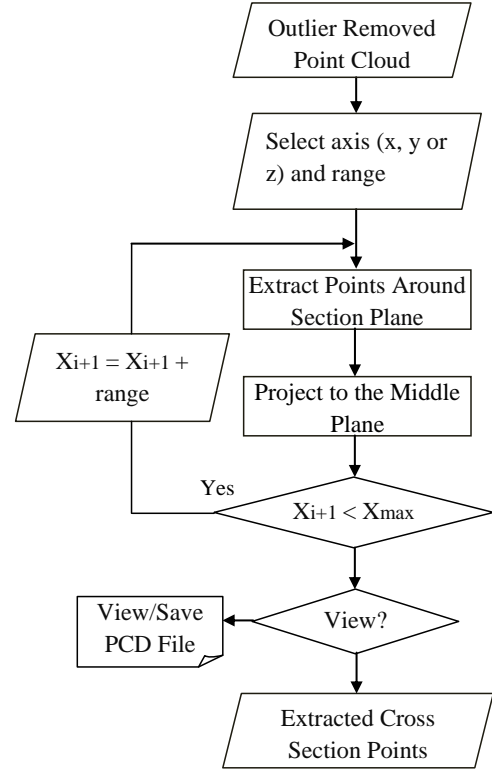 Outlier Removed
Point Cloud
Select axis (x, y or
z) and range
Extract Points Around
Section Plane
Xi+1 = Xi+1 +
range
Project to the Middle
Plane
Yes
Xi+1 < Xmax
View?
View/Save
PCD File
Extracted Cross
Section Points